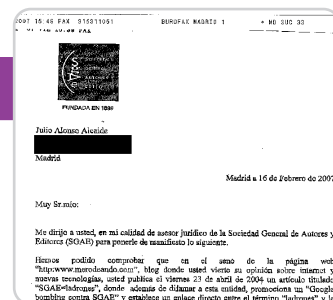 2007 15:46 FAX 915311051 BUROFAX MADRID 1 + NO SUC 33
SOCIEDAD
GENERAL
AUTORES
FUNDADA EN 1899
Julio Alonso Alcaide
Madrid
Madrid a 16 de Febrero de 2007
Muy Sr.mío:
Me dirijo a usted, en mi calidad de asesor jurídico de la Sociedad General de Autores y
Editores (SGAE) para ponerle de manifiesto lo siguiente.
Hemos podido comprobar que en el seno de la página web
"http:www.merodeando.com", blog donde usted vierte su opinión sobre internet y
nuevas tecnologías, usted publica el viernes 23 de abril de 2004 un artículo titulado
"SGAE=ladrones", donde además de difamar a esta entidad, promociona un "Google
bombing contra SGAE" y establece un enlace directo entre el término "ladrones"